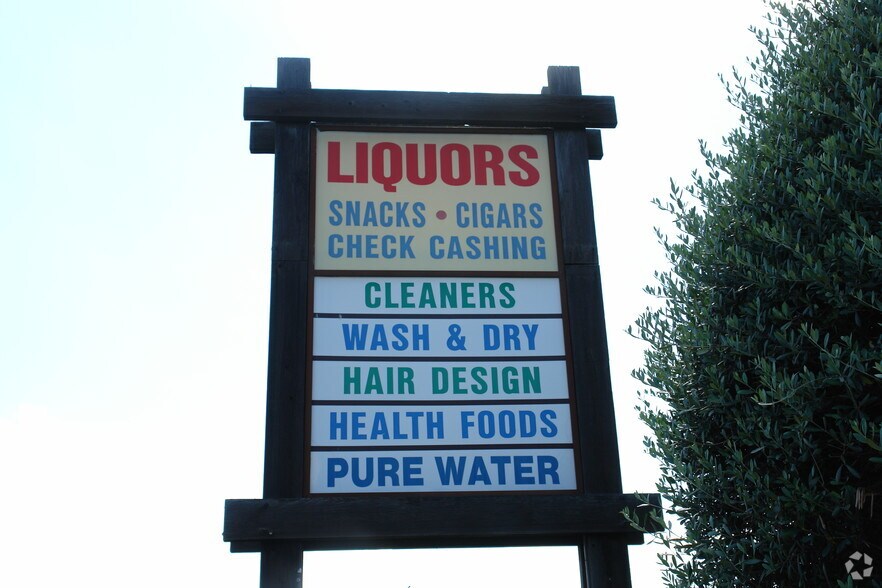 LIQUORS
SNACKS • CIGARS
CHECK CASHING
CLEANERS
WASH & DRY
HAIR DESIGN
HEALTH FOODS
PURE WATER